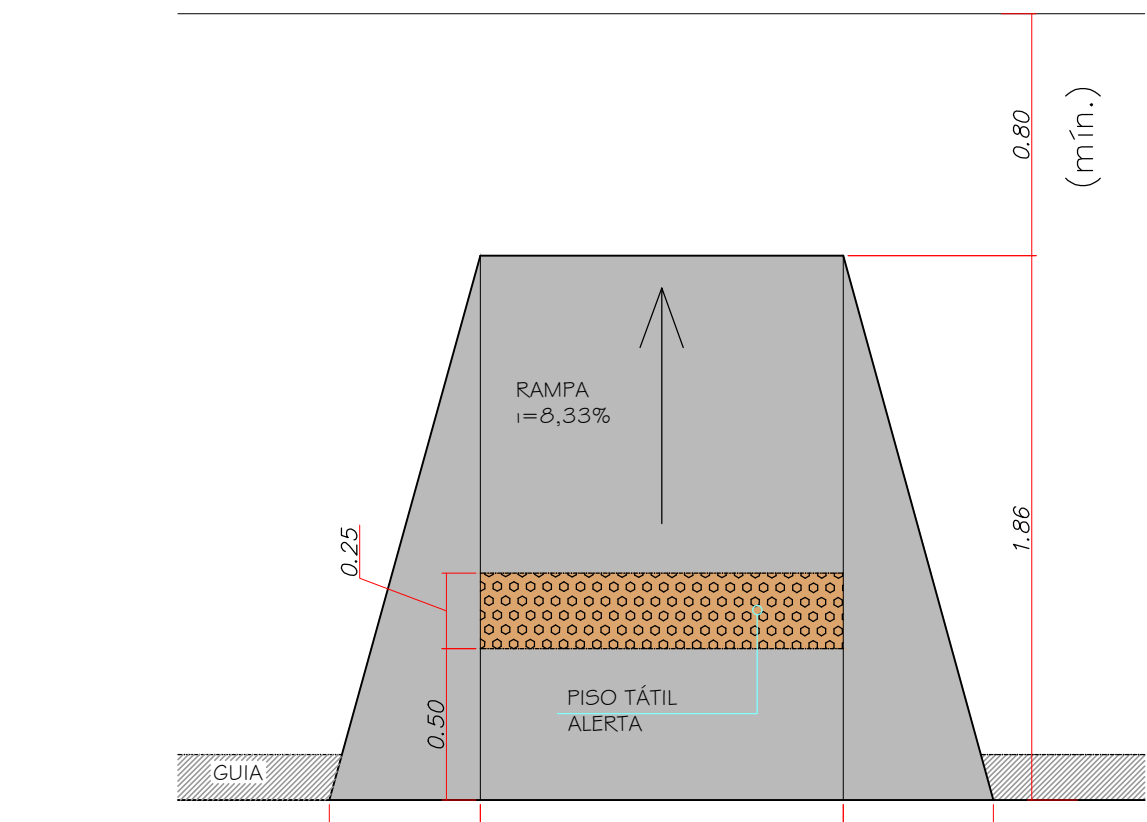 0.80
(mín.)
RAMPA
i=8,33%
1.86
0.25
PISO TÁTIL
ALERTA
0.50
GUIA